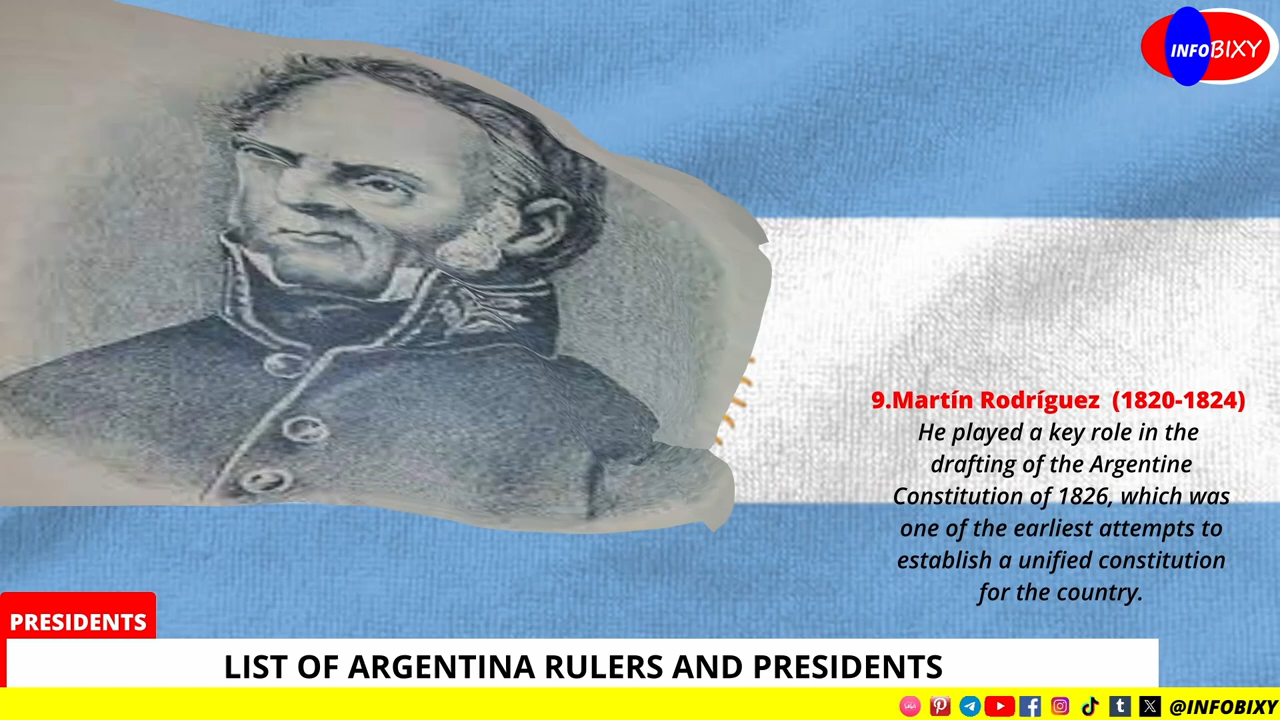 INFOBIXY
9.Martín Rodríguez (1820-1824)
He played a key role in the
drafting of the Argentine
Constitution of 1826, which was
one of the earliest attempts to
establish a unified constitution
for the country.
PRESIDENTS
LIST OF ARGENTINA RULERS AND PRESIDENTS
@INFOBIXY